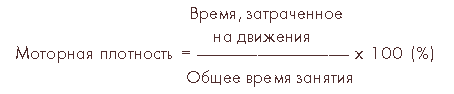 Время, затраченное
на движения
Моторная плотность = ―――――――― x 100 (%)
Общее время занятия